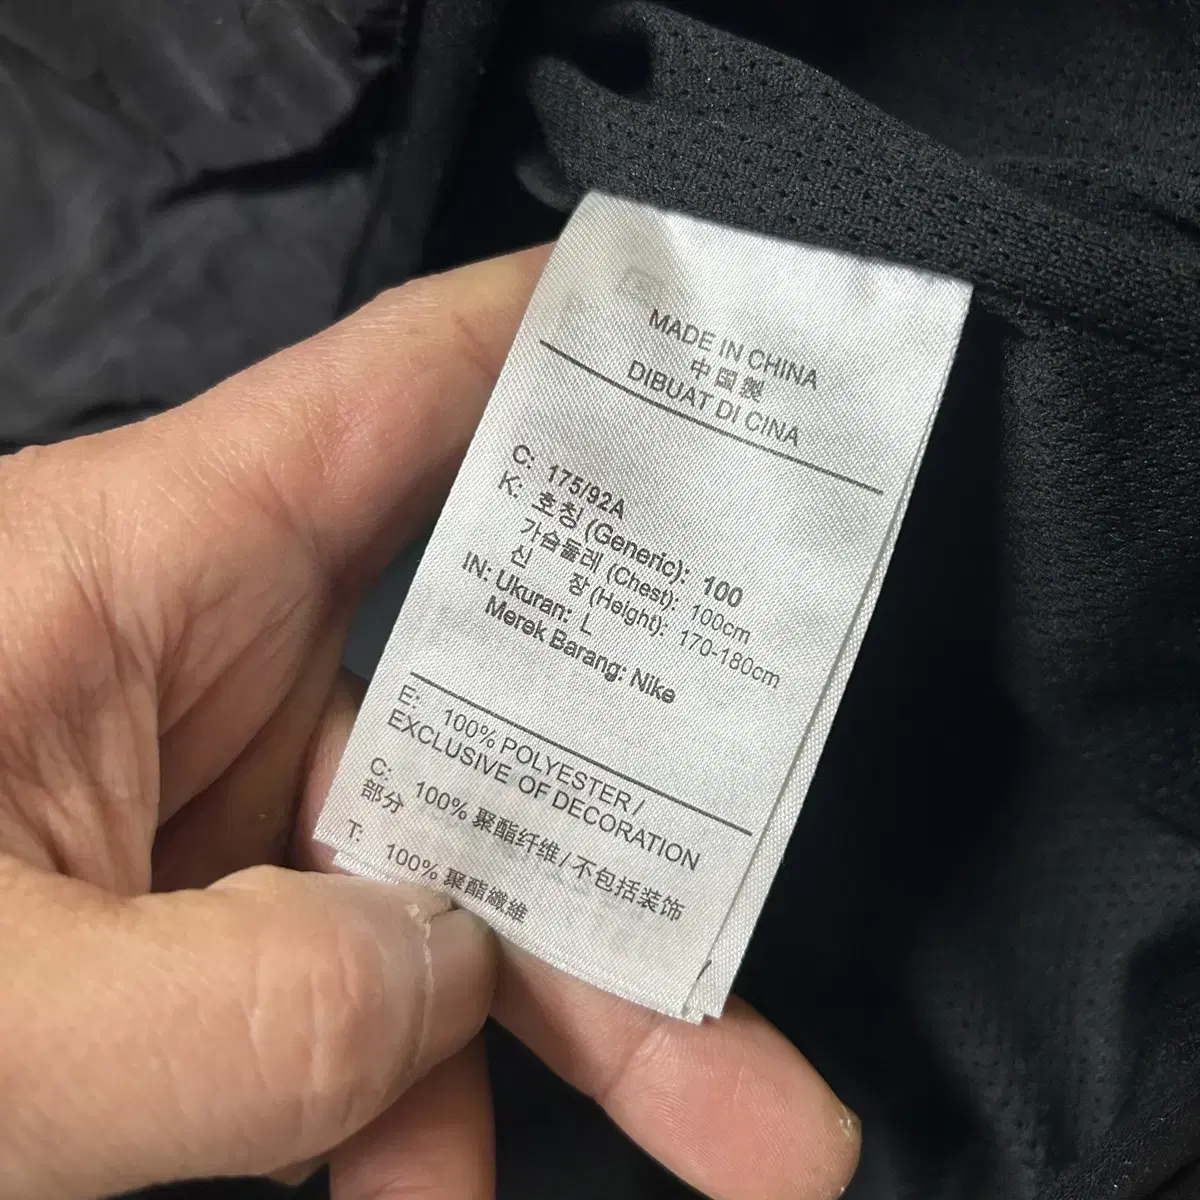 MADE IN CHINA
中国製
DIBUAT DI CINA
C: 175/92A
K: 호칭 (Generic): 100
가슴둘레 (Chest): 100cm
신 장 (Height): 170-180cm
IN: Ukuran: L
Merek Barang: Nike
E: 100% POLYESTER /
EXCLUSIVE OF DECORATION
C: 100% 聚酯纤维 / 不包括装饰
部分
T: 100% 聚酯纖維